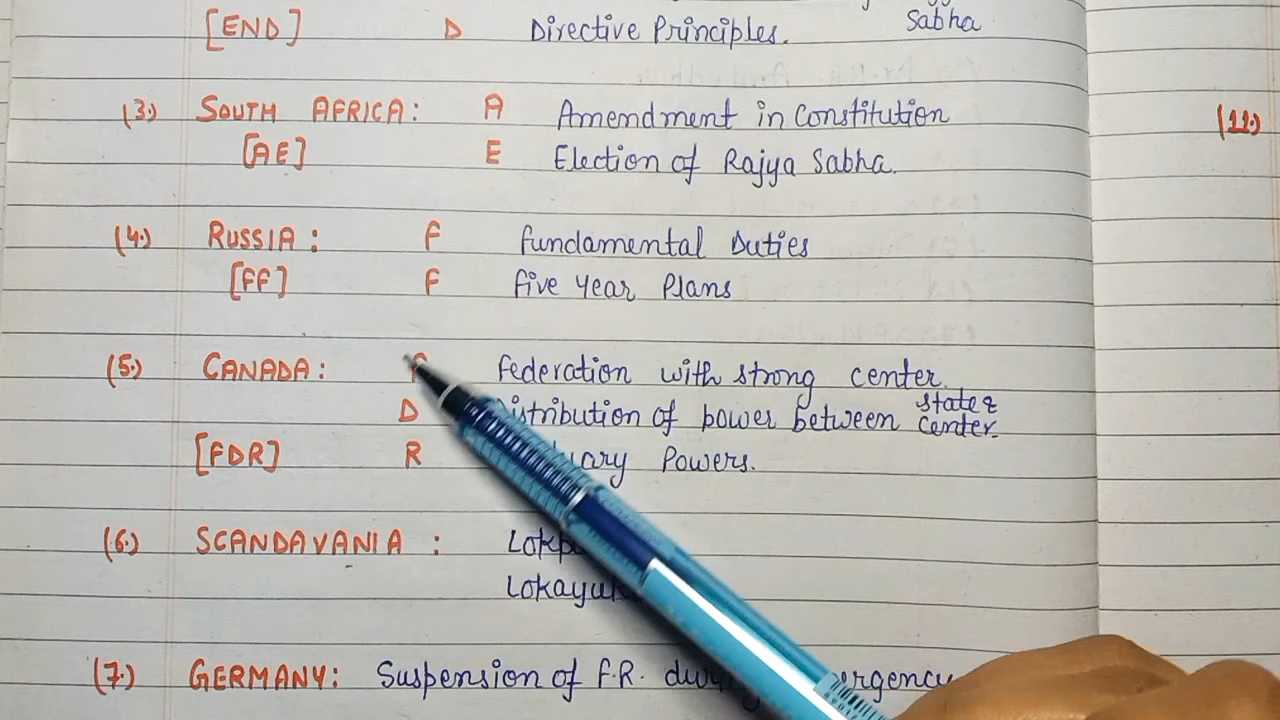 [END] D Directive Principles. Sabha
(3.) SOUTH AFRICA: A Amendment in Constitution
[AE] E Election of Rajya Sabha.
(11.)
(4.) RUSSIA: F Fundamental Duties
[FF] F Five Year Plans
(5.) CANADA: Federation with strong center.
D Distribution of power between state & center.
[FDR] R Powers.
(6.) SCANDAVANIA :
(7.) GERMANY: Suspension of F.R.